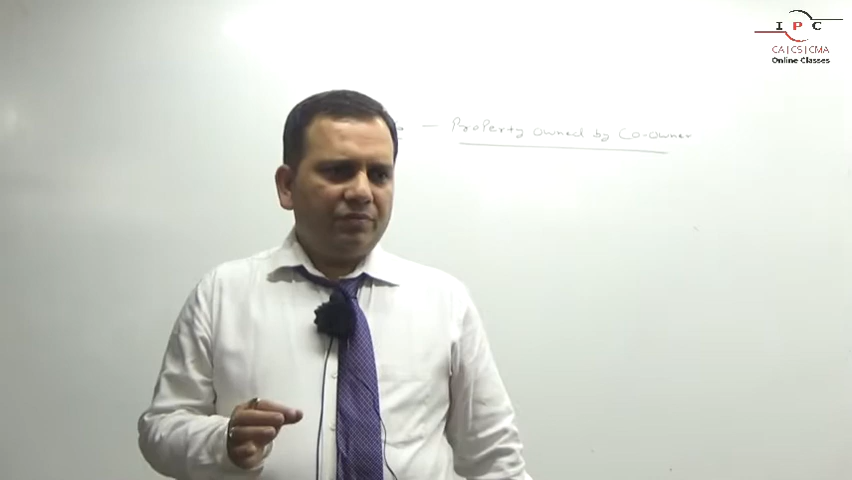 I P C
CA|CS|CMA
Online Classes
— Property owned by Co-owner